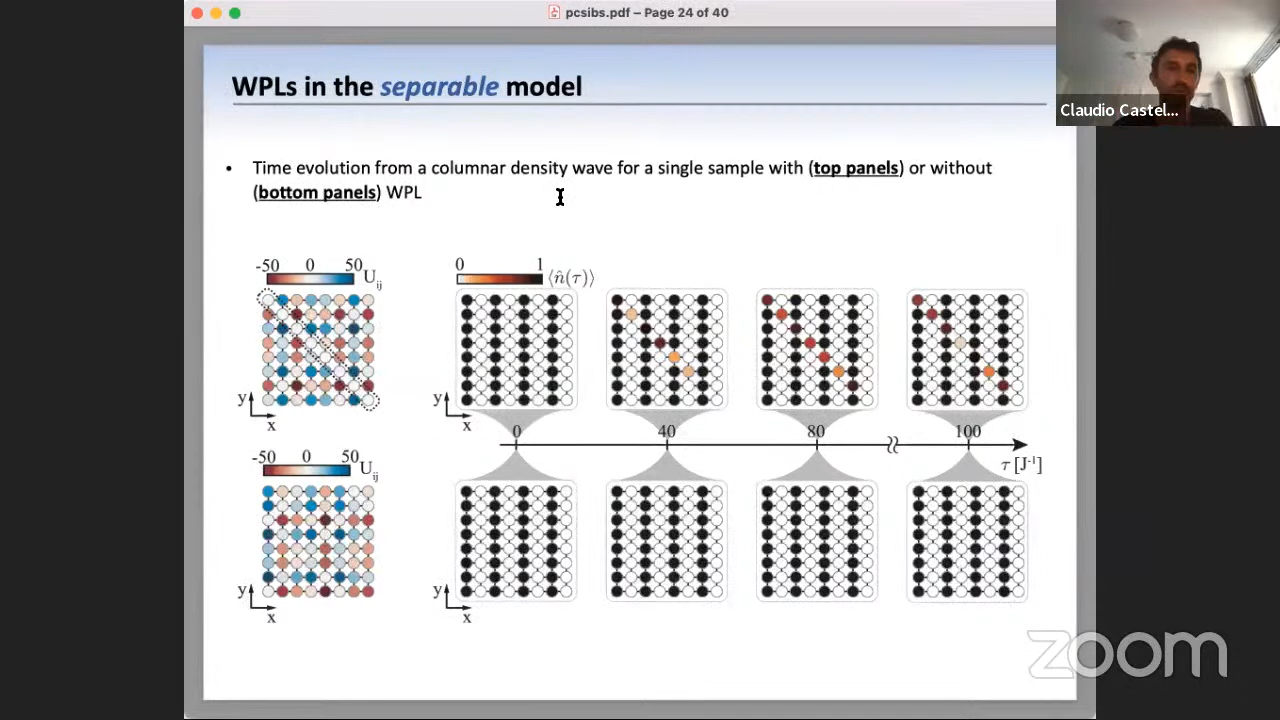 pcsibs.pdf – Page 24 of 40
Claudio Castel...
WPLs in the separable model
• Time evolution from a columnar density wave for a single sample with (top panels) or without
(bottom panels) WPL
-50 0 50 Uij
0 1 ⟨n̂(τ)⟩
y
x
y
x
0 40 80 100
τ [J⁻¹]
-50 0 50 Uij
y
x
y
x
zoom